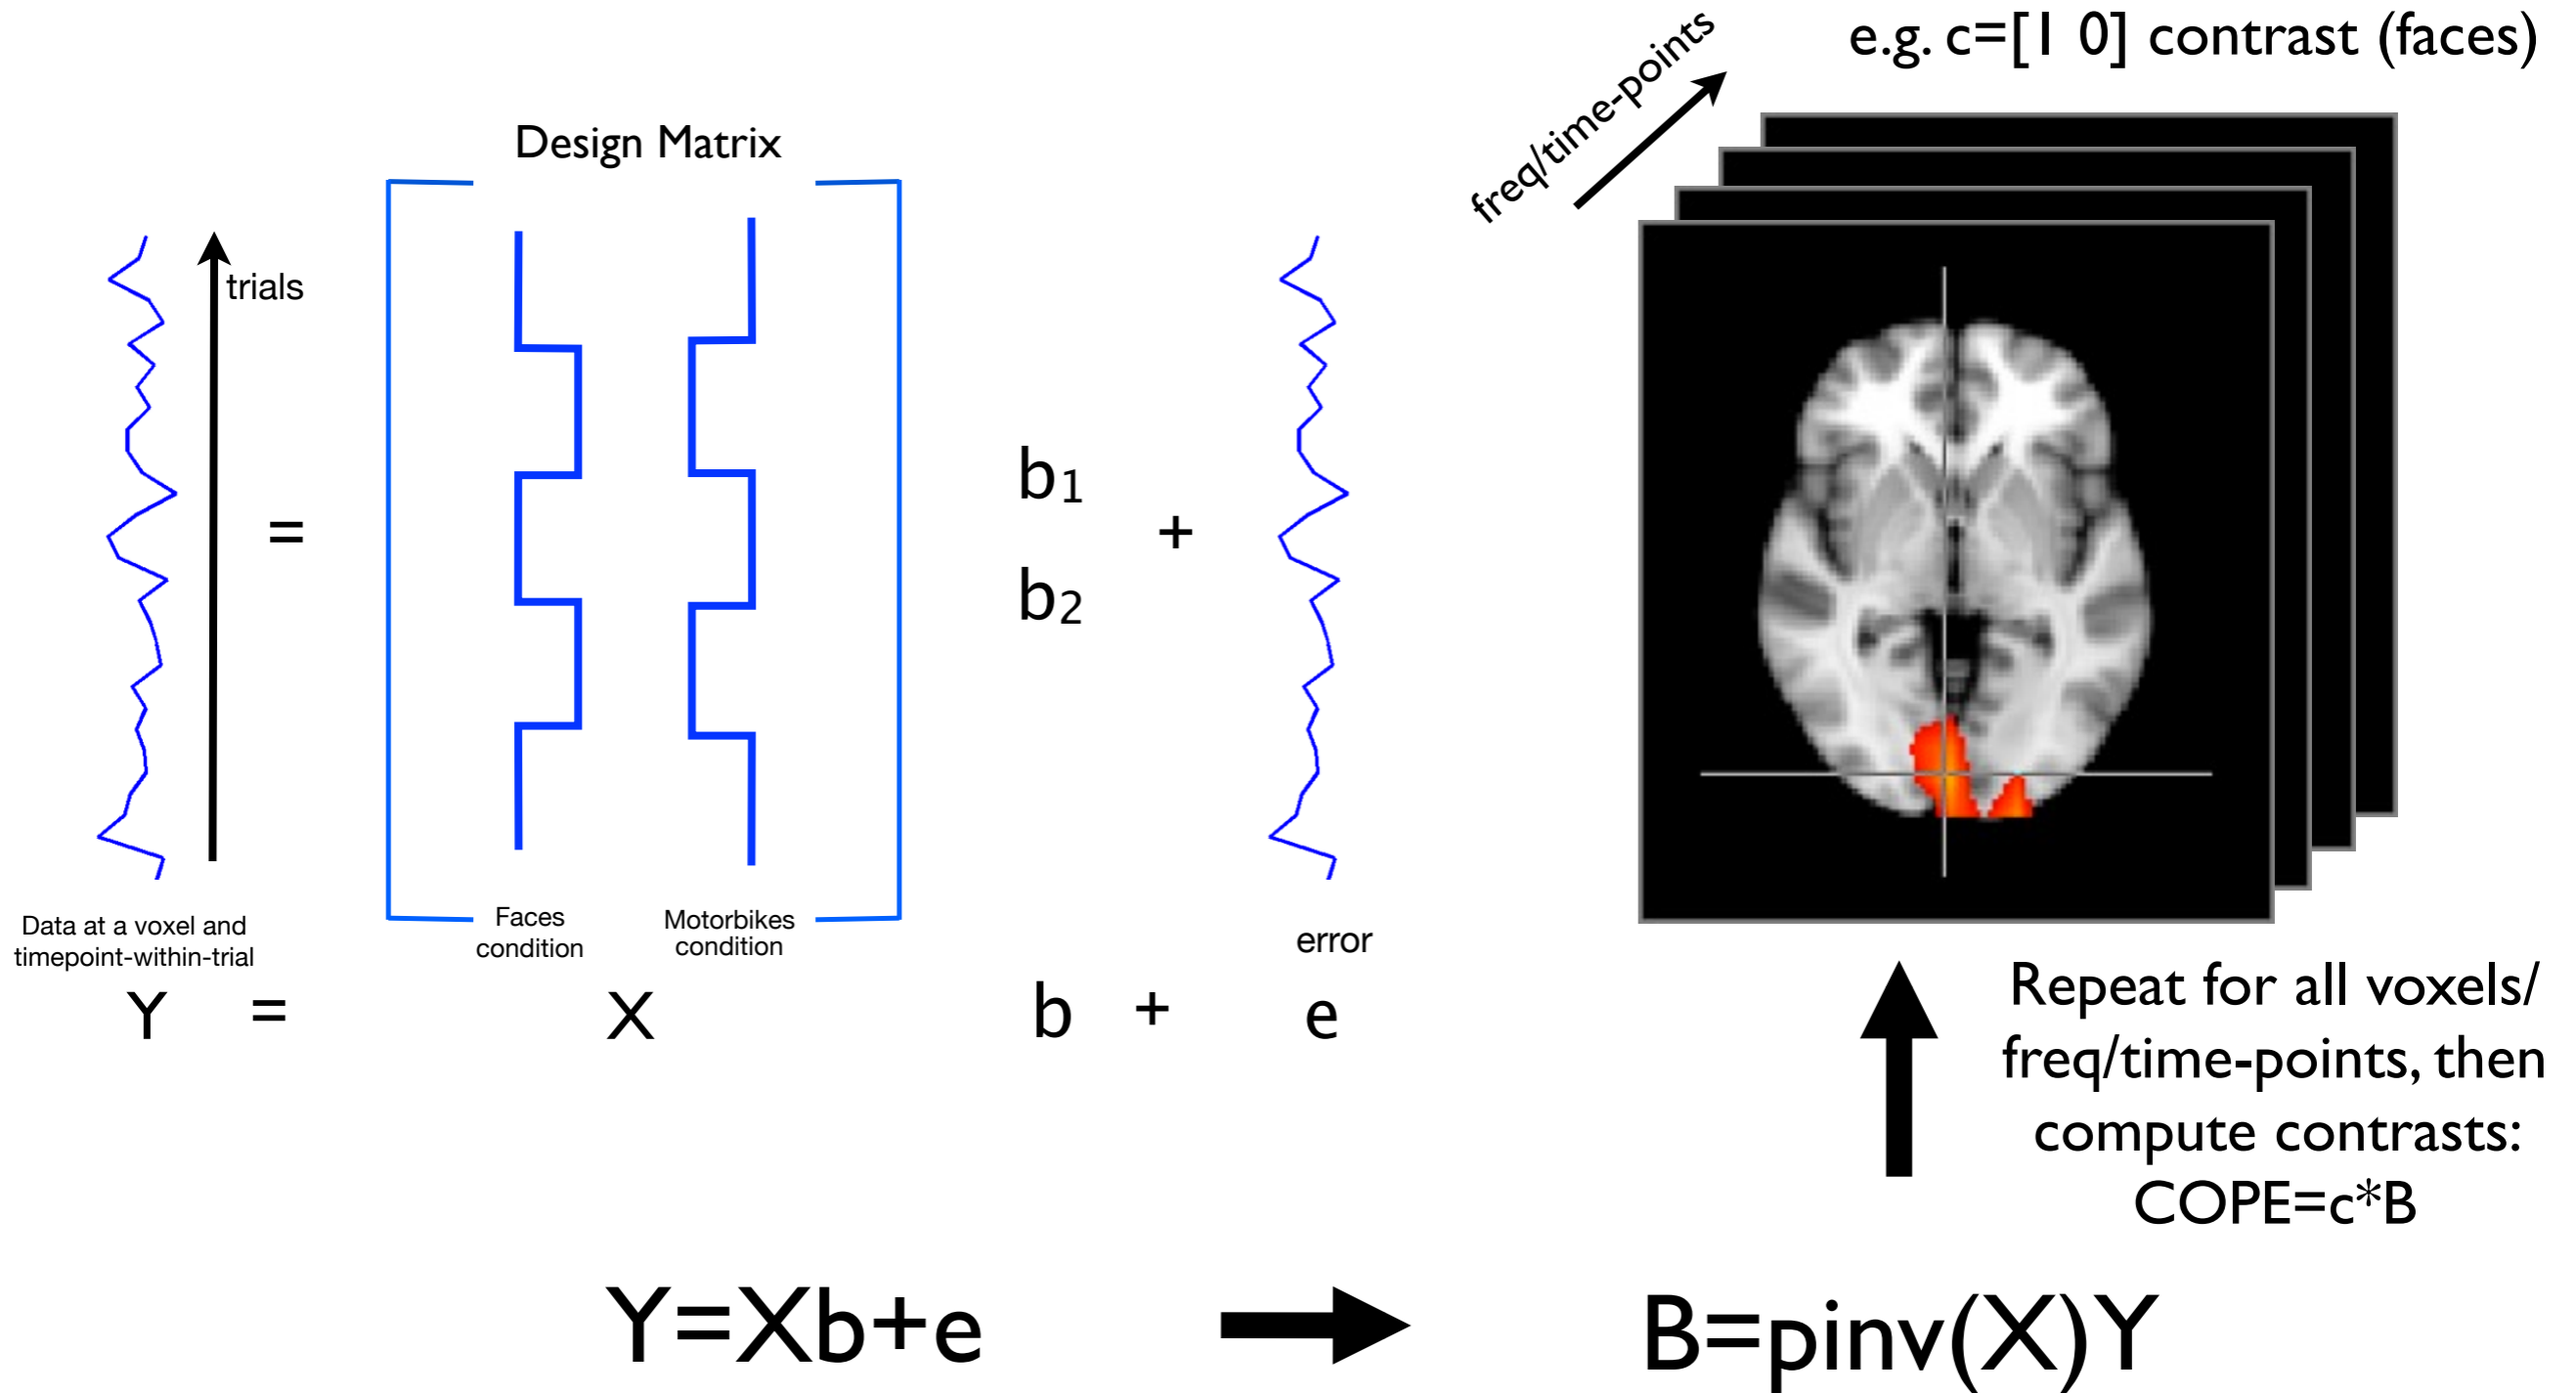 Design Matrix
trials
=
b1
b2
+
Data at a voxel and
timepoint-within-trial
Faces
condition
Motorbikes
condition
error
Y = X b + e
Y=Xb+e
B=pinv(X)Y
freq/time-points
e.g. c=[1 0] contrast (faces)
Repeat for all voxels/
freq/time-points, then
compute contrasts:
COPE=c*B